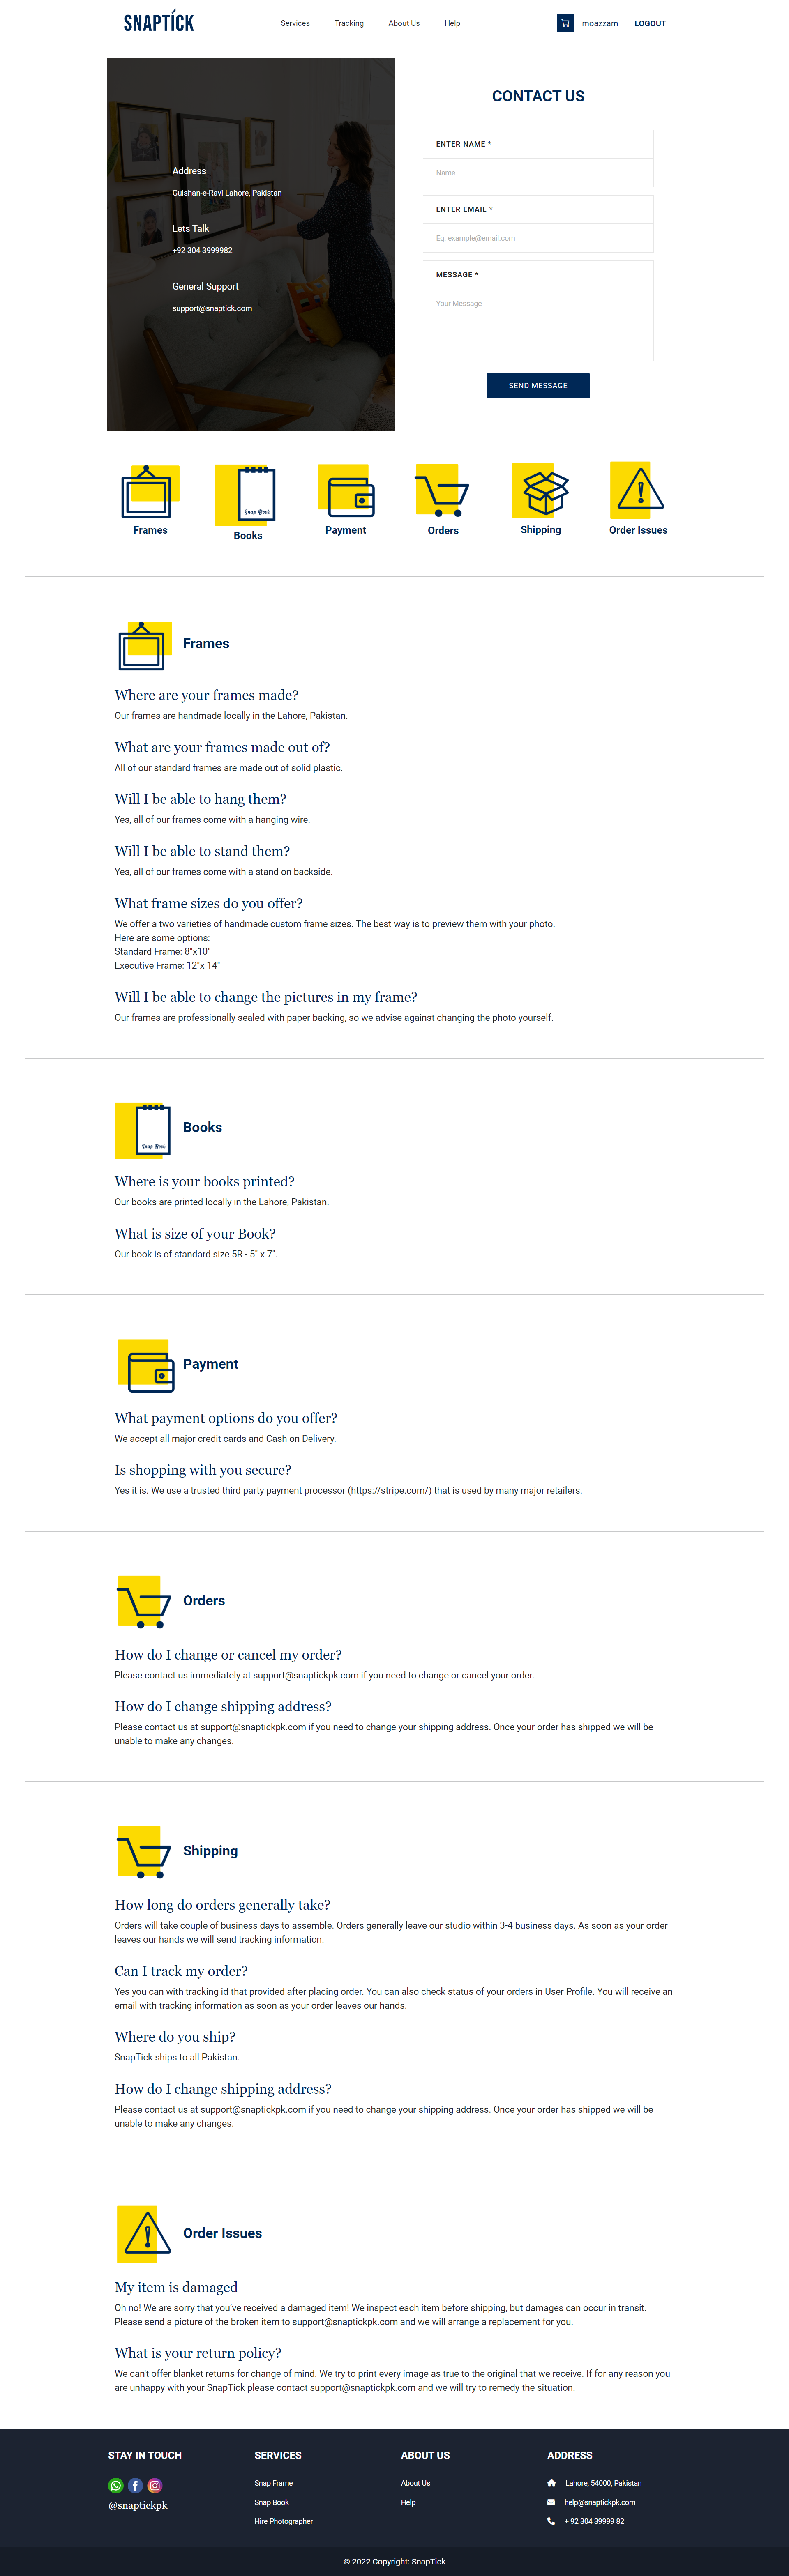 SNAPTICK
Services Tracking About Us Help
moazzam LOGOUT
Address
Gulshan-e-Ravi Lahore, Pakistan
Lets Talk
+92 304 3999982
General Support
support@snaptick.com
CONTACT US
ENTER NAME *
Name
ENTER EMAIL *
Eg. example@email.com
MESSAGE *
Your Message
SEND MESSAGE
Snap Book
Frames
Books
Payment
Orders
Shipping
Order Issues
Frames
Where are your frames made?
Our frames are handmade locally in the Lahore, Pakistan.
What are your frames made out of?
All of our standard frames are made out of solid plastic.
Will I be able to hang them?
Yes, all of our frames come with a hanging wire.
Will I be able to stand them?
Yes, all of our frames come with a stand on backside.
What frame sizes do you offer?
We offer a two varieties of handmade custom frame sizes. The best way is to preview them with your photo.
Here are some options:
Standard Frame: 8"x10"
Executive Frame: 12"x 14"
Will I be able to change the pictures in my frame?
Our frames are professionally sealed with paper backing, so we advise against changing the photo yourself.
Snap Book
Books
Where is your books printed?
Our books are printed locally in the Lahore, Pakistan.
What is size of your Book?
Our book is of standard size 5R - 5" x 7".
Payment
What payment options do you offer?
We accept all major credit cards and Cash on Delivery.
Is shopping with you secure?
Yes it is. We use a trusted third party payment processor (https://stripe.com/) that is used by many major retailers.
Orders
How do I change or cancel my order?
Please contact us immediately at support@snaptickpk.com if you need to change or cancel your order.
How do I change shipping address?
Please contact us at support@snaptickpk.com if you need to change your shipping address. Once your order has shipped we will be
unable to make any changes.
Shipping
How long do orders generally take?
Orders will take couple of business days to assemble. Orders generally leave our studio within 3-4 business days. As soon as your order
leaves our hands we will send tracking information.
Can I track my order?
Yes you can with tracking id that provided after placing order. You can also check status of your orders in User Profile. You will receive an
email with tracking information as soon as your order leaves our hands.
Where do you ship?
SnapTick ships to all Pakistan.
How do I change shipping address?
Please contact us at support@snaptickpk.com if you need to change your shipping address. Once your order has shipped we will be
unable to make any changes.
Order Issues
My item is damaged
Oh no! We are sorry that you've received a damaged item! We inspect each item before shipping, but damages can occur in transit.
Please send a picture of the broken item to support@snaptickpk.com and we will arrange a replacement for you.
What is your return policy?
We can't offer blanket returns for change of mind. We try to print every image as true to the original that we receive. If for any reason you
are unhappy with your SnapTick please contact support@snaptickpk.com and we will try to remedy the situation.
STAY IN TOUCH
@snaptickpk
SERVICES
Snap Frame
Snap Book
Hire Photographer
ABOUT US
About Us
Help
ADDRESS
Lahore, 54000, Pakistan
help@snaptickpk.com
+ 92 304 39999 82
© 2022 Copyright: SnapTick